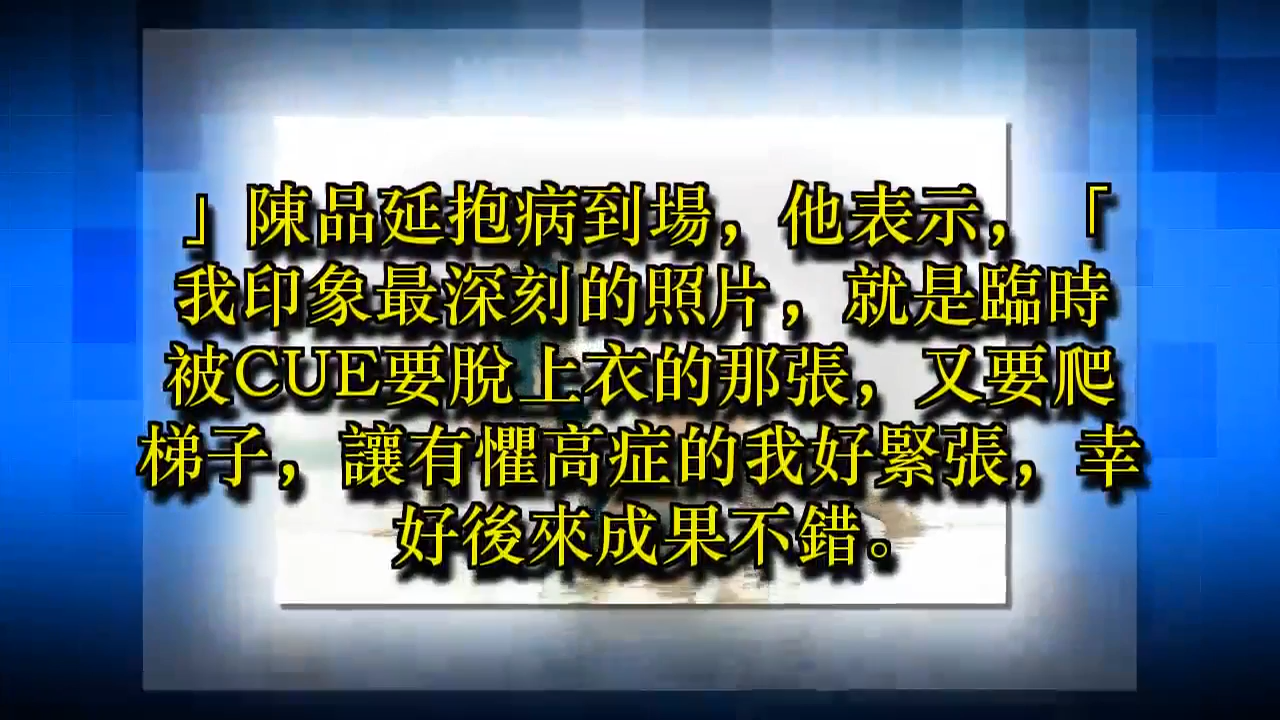 」陳品延抱病到場，他表示，「
我印象最深刻的照片，就是臨時
被CUE要脫上衣的那張，又要爬
梯子，讓有懼高症的我好緊張，幸
好後來成果不錯。